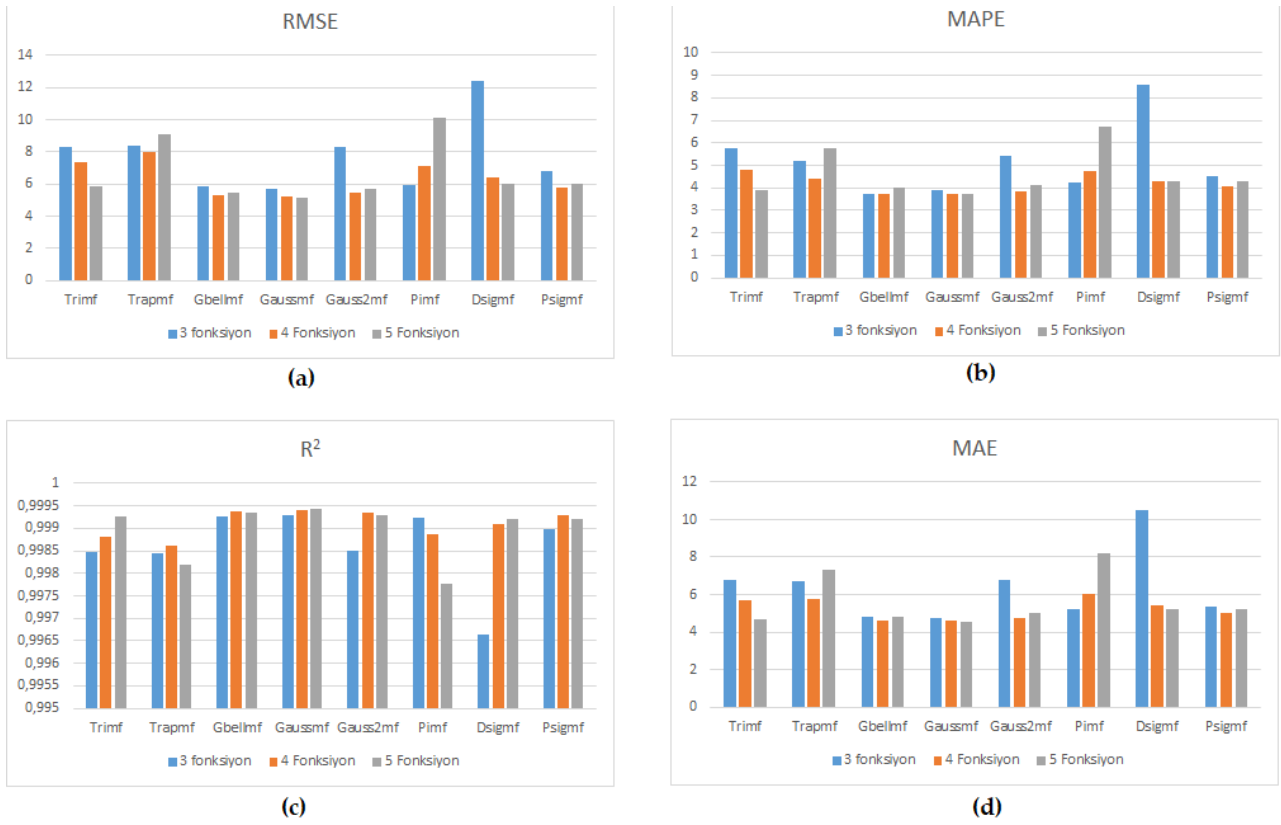 RMSE
14
12
10
8
6
4
2
0
Trimf Trapmf Gbellmf Gaussmf Gauss2mf Pimf Dsigmf Psigmf
3 fonksiyon 4 Fonksiyon 5 Fonksiyon
(a)
MAPE
10
9
8
7
6
5
4
3
2
1
0
Trimf Trapmf Gbellmf Gaussmf Gauss2mf Pimf Dsigmf Psigmf
3 fonksiyon 4 Fonksiyon 5 Fonksiyon
(b)
R²
1
0,9995
0,999
0,9985
0,998
0,9975
0,997
0,9965
0,996
0,9955
0,995
Trimf Trapmf Gbellmf Gaussmf Gauss2mf Pimf Dsigmf Psigmf
3 fonksiyon 4 Fonksiyon 5 Fonksiyon
(c)
MAE
12
10
8
6
4
2
0
Trimf Trapmf Gbellmf Gaussmf Gauss2mf Pimf Dsigmf Psigmf
3 fonksiyon 4 Fonksiyon 5 Fonksiyon
(d)